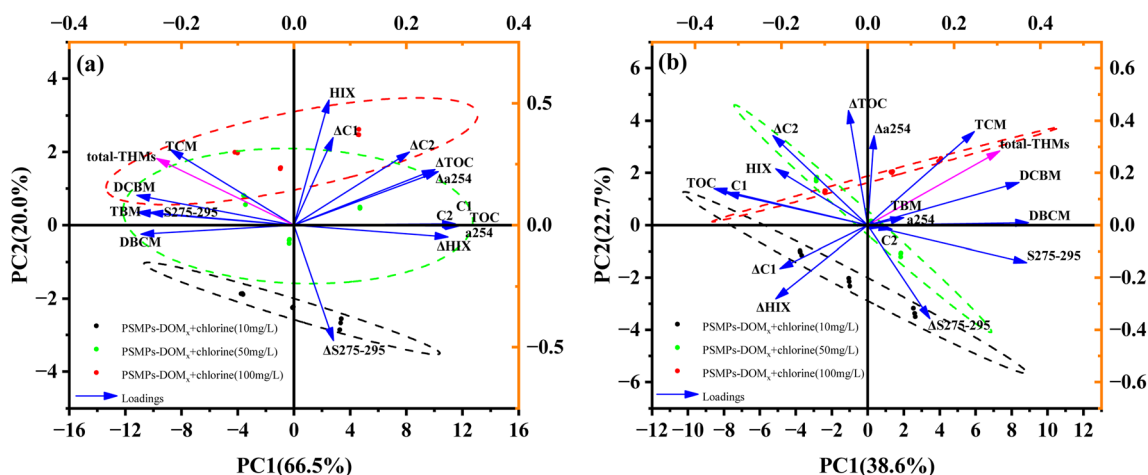 0.0 0.1 0.2 0.3 0.4
(a)
HIX
ΔC1
TCM
total-THMs
ΔC2
ΔTOC
Δa254
DCBM
TBM
S275-295
DBCM
C1
C2
TOC
a254
ΔHIX
ΔS275-295
PSMPs-DOMx+chlorine(10mg/L)
PSMPs-DOMx+chlorine(50mg/L)
PSMPs-DOMx+chlorine(100mg/L)
Loadings
4
2
0
-2
-4
0.5
0.0
-0.5
-16 -12 -8 -4 0 4 8 12 16
PC1(66.5%)
PC2(20.0%)
-0.4 -0.2 0.0 0.2 0.4
(b)
ΔTOC
Δa254
TCM
total-THMs
ΔC2
HIX
DCBM
TOC
C1
TBM
a254
DBCM
C2
S275-295
ΔC1
ΔHIX
ΔS275-295
PSMPs-DOMx+chlorine(10mg/L)
PSMPs-DOMx+chlorine(50mg/L)
PSMPs-DOMx+chlorine(100mg/L)
Loadings
6
4
2
0
-2
-4
-6
0.6
0.4
0.2
0.0
-0.2
-0.4
-0.6
-12 -10 -8 -6 -4 -2 0 2 4 6 8 10 12
PC1(38.6%)
PC2(22.7%)